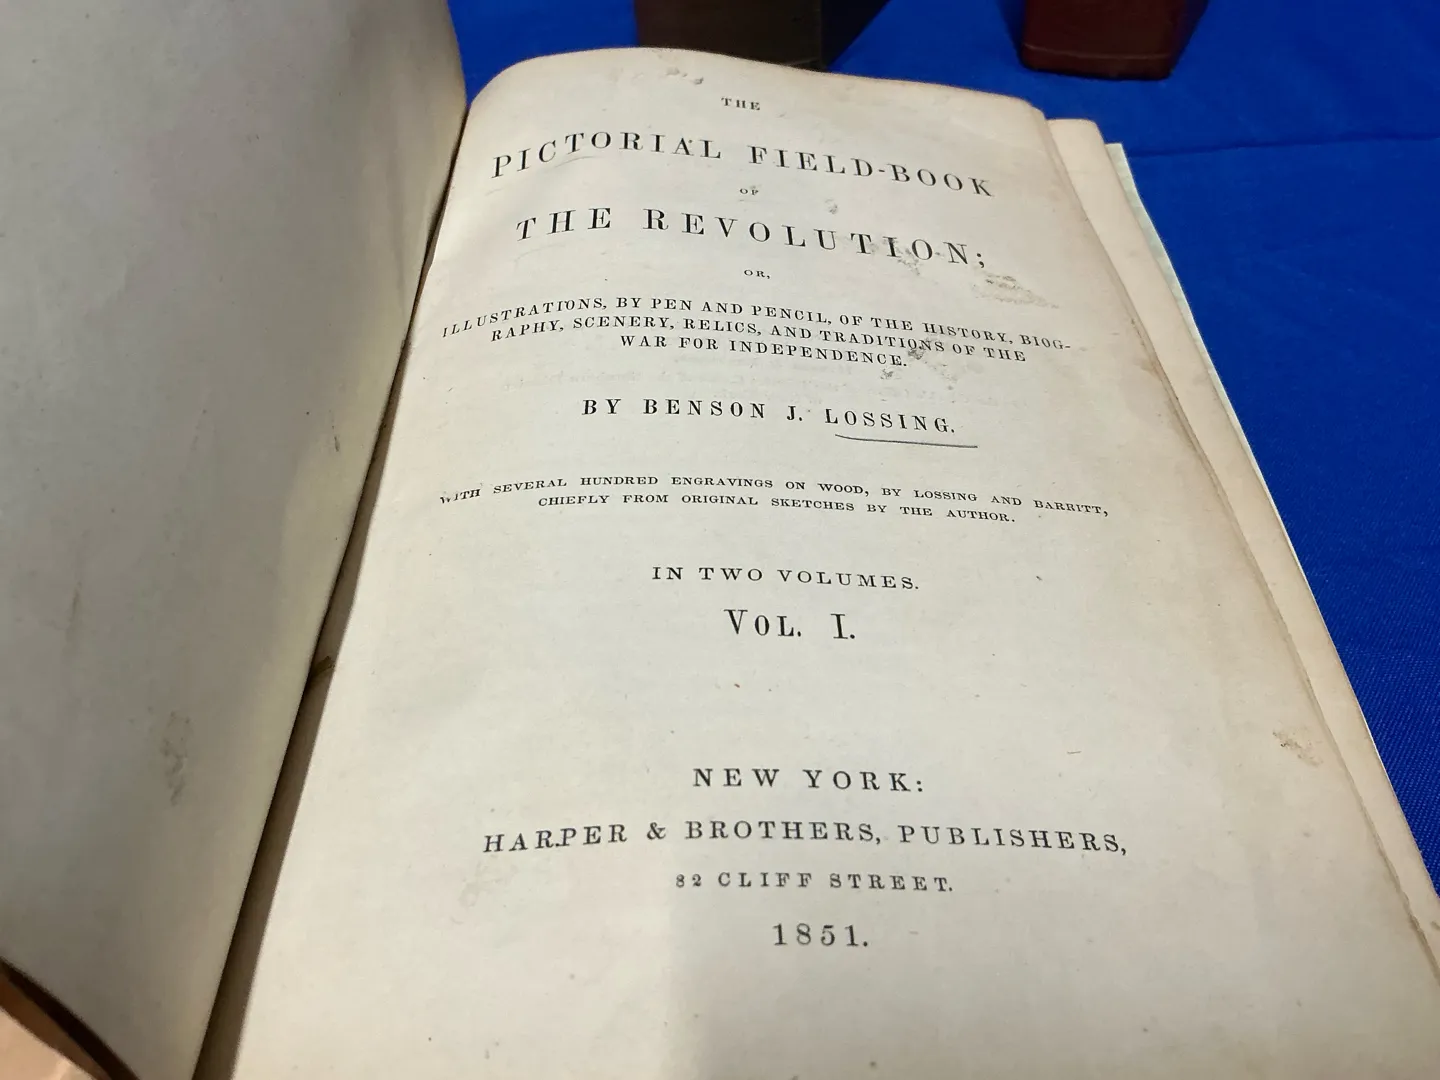 THE
PICTORIAL FIELD-BOOK
OF
THE REVOLUTION;
OR,
ILLUSTRATIONS, BY PEN AND PENCIL, OF THE HISTORY, BIOG-
RAPHY, SCENERY, RELICS, AND TRADITIONS OF THE
WAR FOR INDEPENDENCE.
BY BENSON J. LOSSING.
WITH SEVERAL HUNDRED ENGRAVINGS ON WOOD, BY LOSSING AND BARRITT,
CHIEFLY FROM ORIGINAL SKETCHES BY THE AUTHOR.
IN TWO VOLUMES.
VOL. I.
NEW YORK:
HARPER & BROTHERS, PUBLISHERS,
82 CLIFF STREET.
1851.